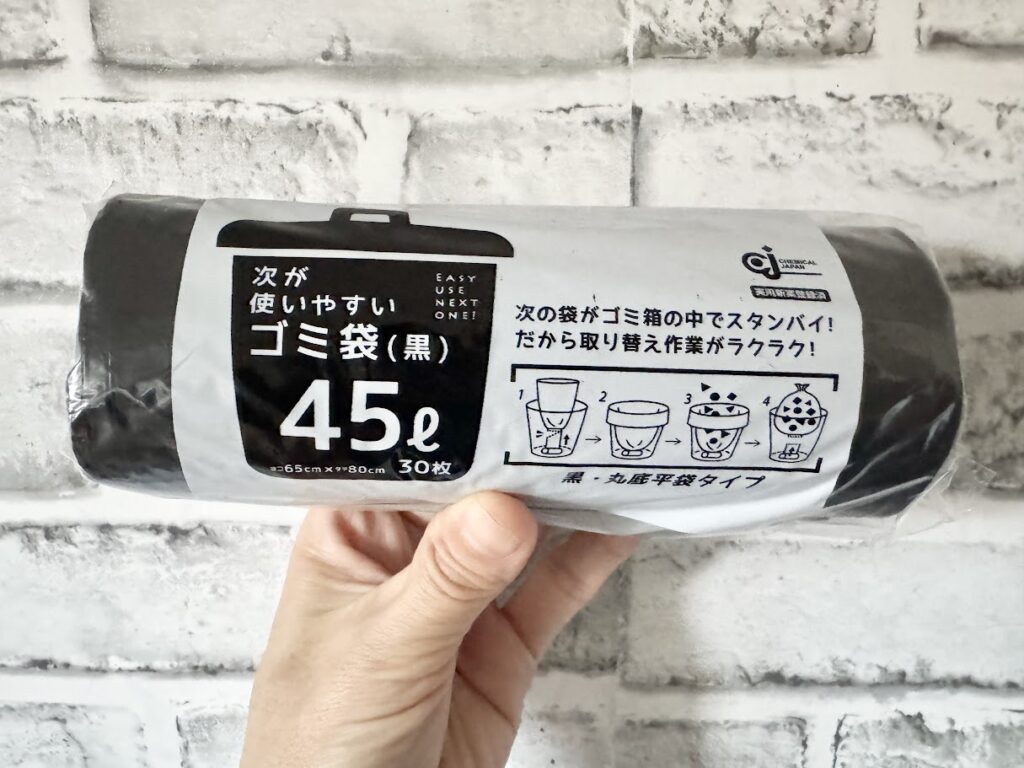 次が
使いやすい
ゴミ袋(黒)
EASY
USE
NEXT
ONE!
45ℓ
ヨコ65cm×タテ80cm 30枚
CHEMICAL
JAPAN
実用新案登録済
次の袋がゴミ箱の中でスタンバイ!
だから取り替え作業がラクラク!
1 2 3 4
黒・丸底平袋タイプ